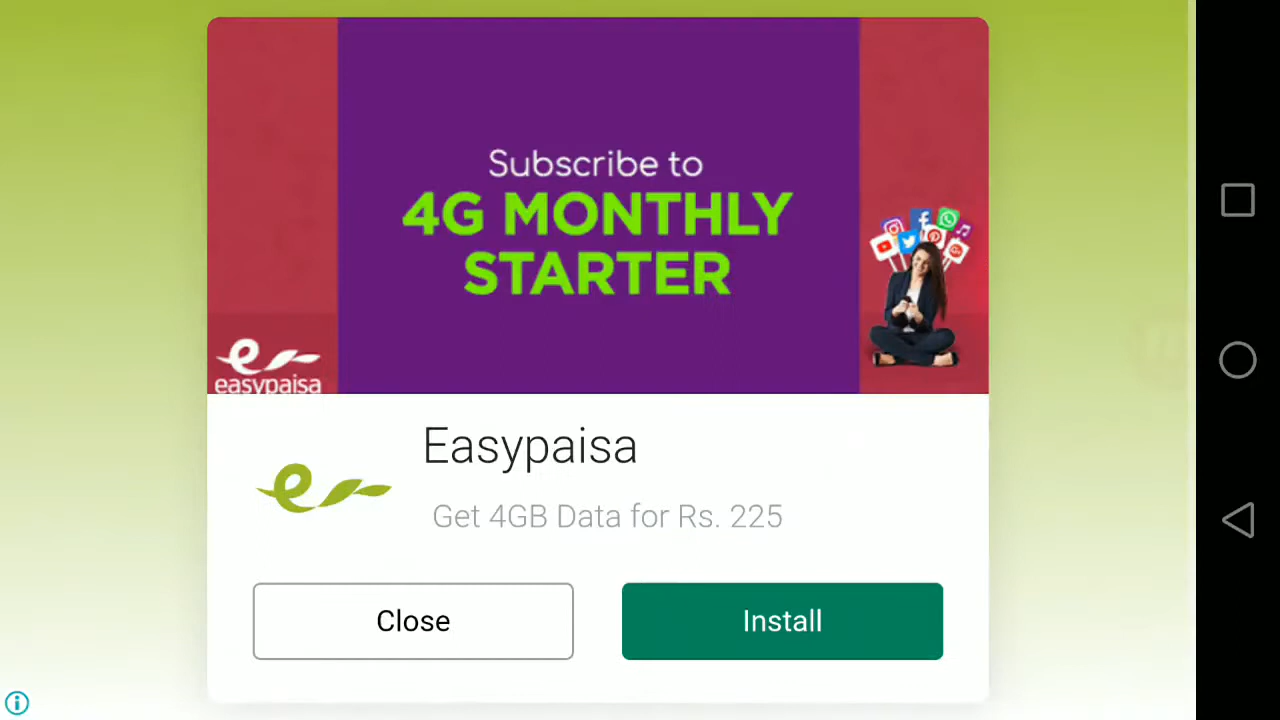 Subscribe to
4G MONTHLY
STARTER
easypaisa
Easypaisa
Get 4GB Data for Rs. 225
Close
Install